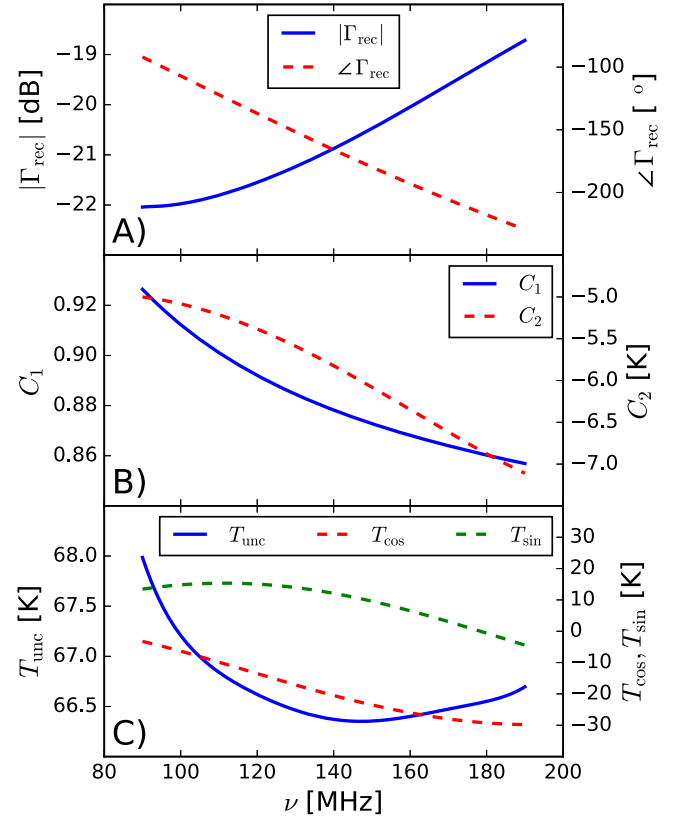 −19
−20
−21
−22
|Γrec| [dB]
|Γrec|
∠Γrec
−100
−150
−200
∠Γrec [ °]
A)
0.92
0.90
0.88
0.86
C1
C1
C2
−5.0
−5.5
−6.0
−6.5
−7.0
C2 [K]
B)
68.0
67.5
67.0
66.5
Tunc [K]
Tunc Tcos Tsin
30
20
10
0
−10
−20
−30
Tcos, Tsin [K]
C)
80 100 120 140 160 180 200
ν [MHz]